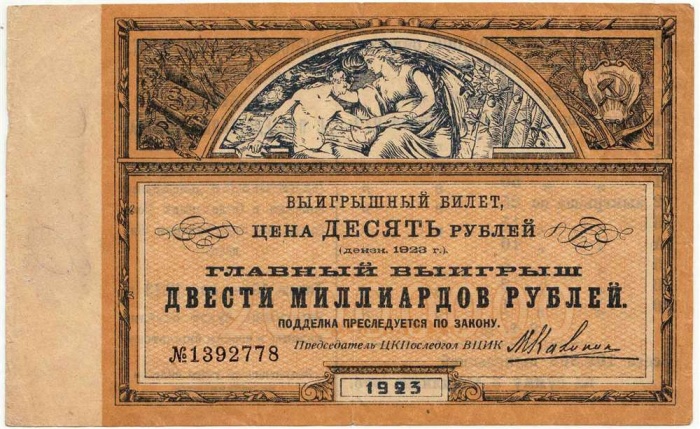 ВЫИГРЫШНЫЙ БИЛЕТ,
ЦЕНА ДЕСЯТЬ РУБЛЕЙ
(дензн. 1923 г.).
ГЛАВНЫЙ ВЫИГРЫШ
ДВЕСТИ МИЛЛИАРДОВ РУБЛЕЙ.
ПОДДЕЛКА ПРЕСЛЕДУЕТСЯ ПО ЗАКОНУ.
Председатель ЦКПоследгол ВЦИК
№1392778
1923